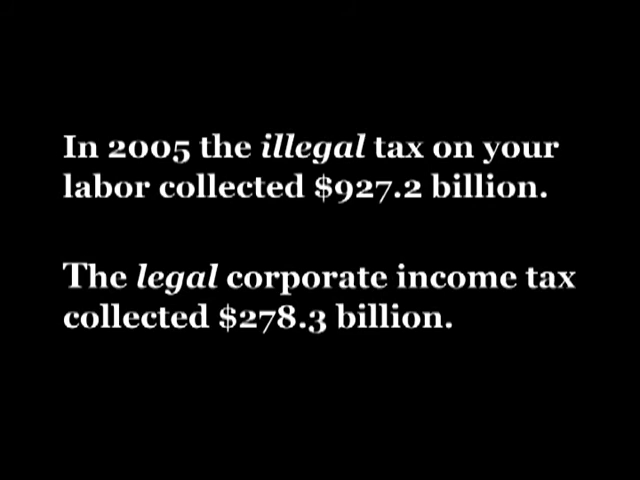 In 2005 the illegal tax on your
labor collected $927.2 billion.
The legal corporate income tax
collected $278.3 billion.